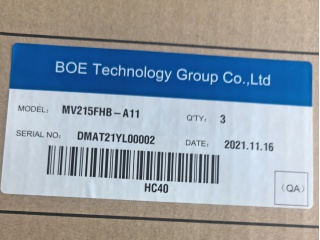 BOE Technology Group Co.,Ltd
MODEL: MV215FHB-A11 Q'TY: 3
SERIAL NO: DMAT21YL00002 DATE: 2021.11.16
HC40
QA